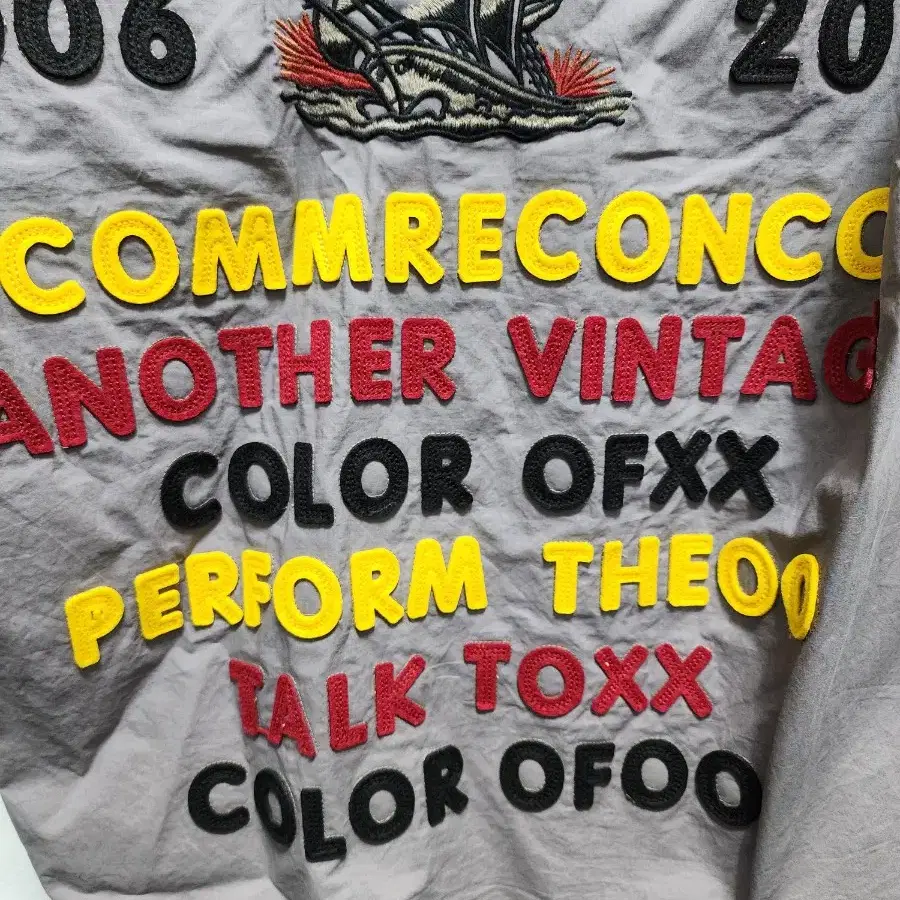 006 20
COMMRECONCO
ANOTHER VINTAG
COLOR OFXX
PERFORM THEOO
TALK TOXX
COLOR OFOO